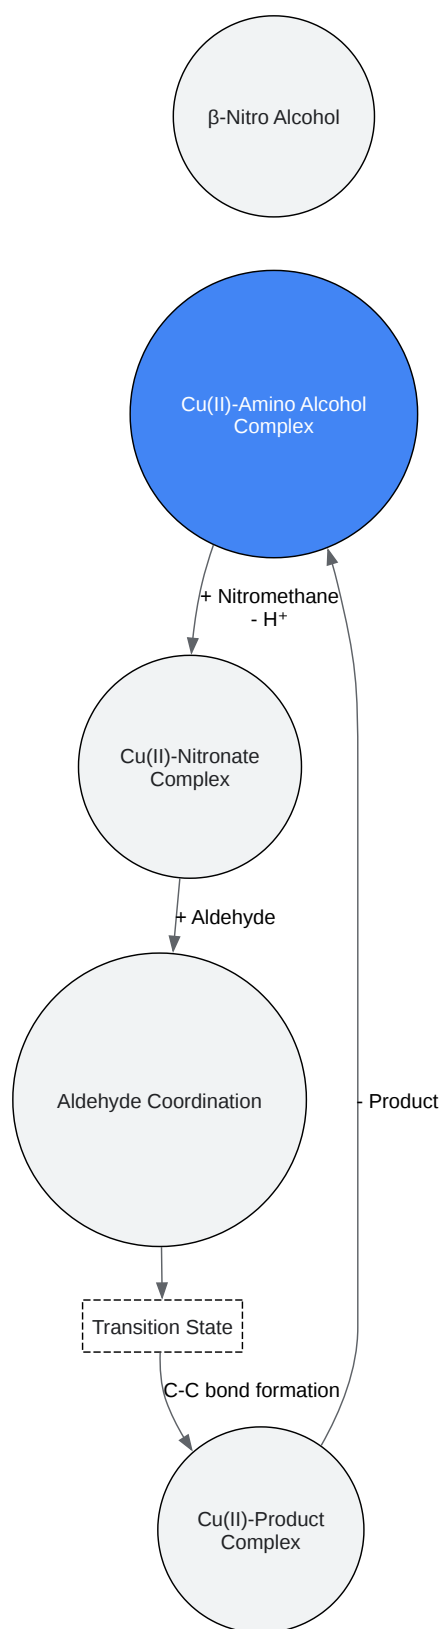 β-Nitro Alcohol
Cu(II)-Amino Alcohol
Complex
+ Nitromethane
- H⁺
Cu(II)-Nitronate
Complex
+ Aldehyde
Aldehyde Coordination
- Product
Transition State
C-C bond formation
Cu(II)-Product
Complex